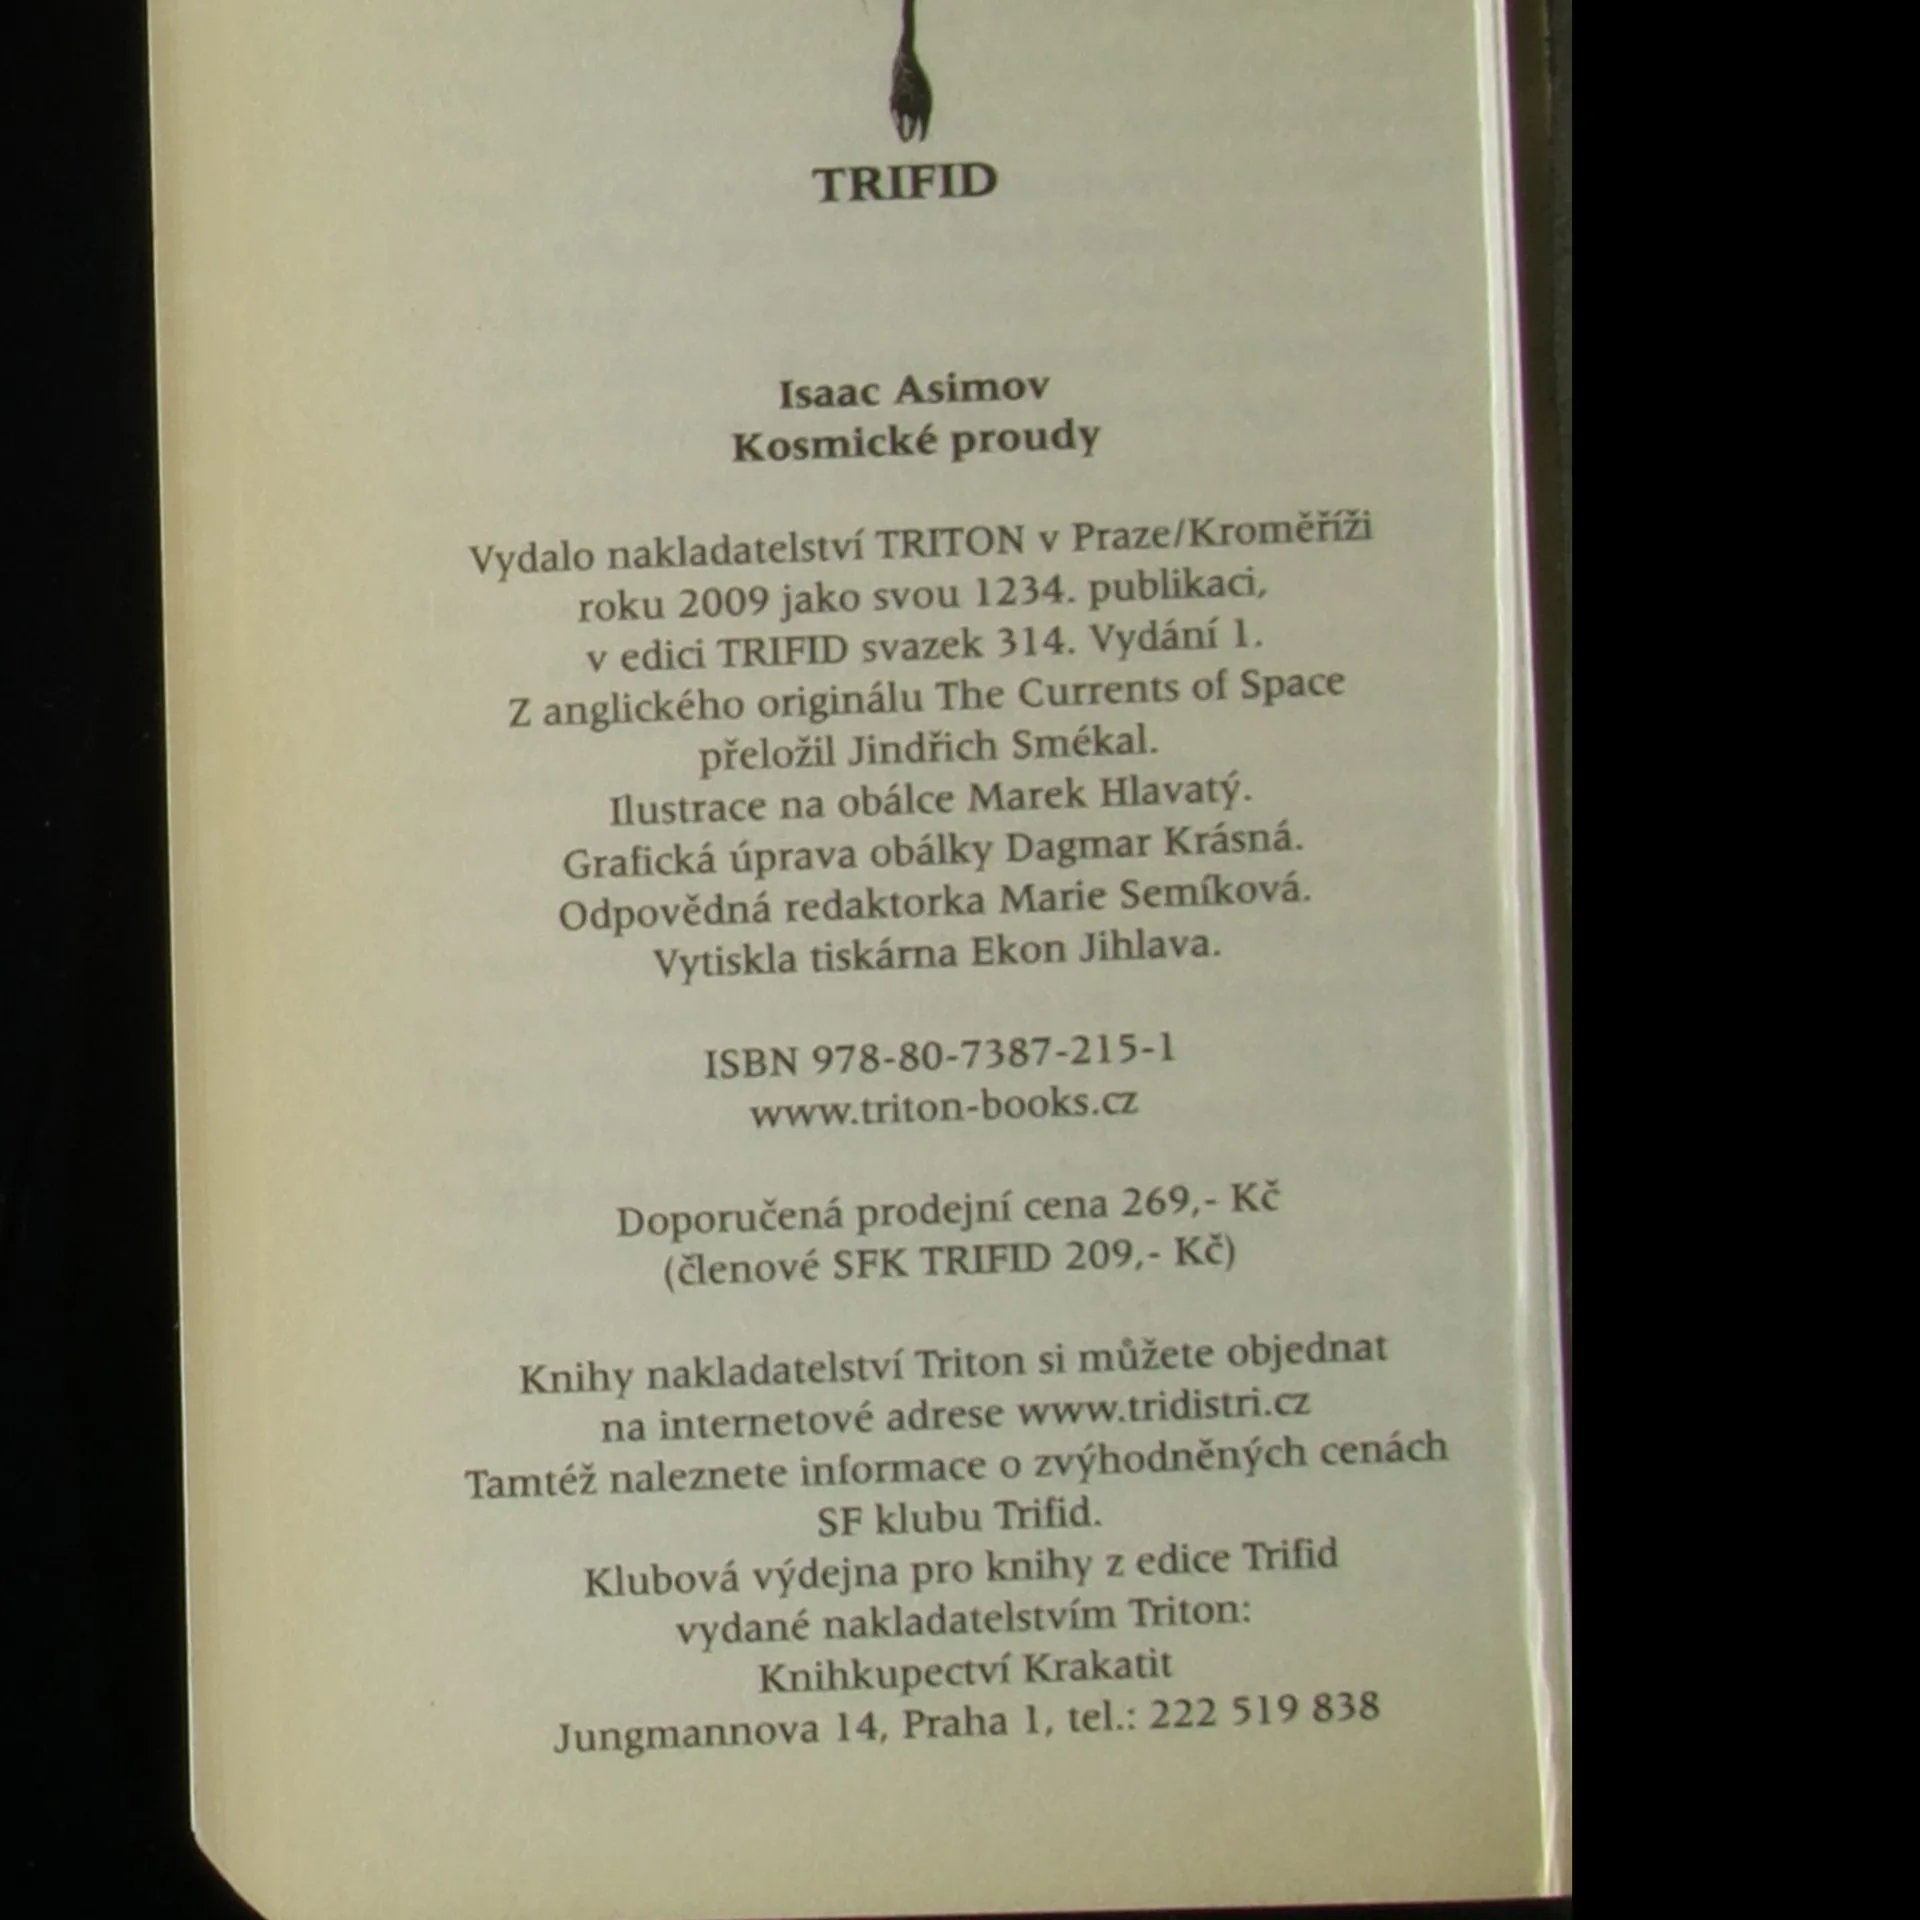 TRIFID
Isaac Asimov
Kosmické proudy
Vydalo nakladatelství TRITON v Praze/Kroměříži
roku 2009 jako svou 1234. publikaci,
v edici TRIFID svazek 314. Vydání 1.
Z anglického originálu The Currents of Space
přeložil Jindřich Smékal.
Ilustrace na obálce Marek Hlavatý.
Grafická úprava obálky Dagmar Krásná.
Odpovědná redaktorka Marie Semíková.
Vytiskla tiskárna Ekon Jihlava.
ISBN 978-80-7387-215-1
www.triton-books.cz
Doporučená prodejní cena 269,- Kč
(členové SFK TRIFID 209,- Kč)
Knihy nakladatelství Triton si můžete objednat
na internetové adrese www.tridistri.cz
Tamtéž naleznete informace o zvýhodněných cenách
SF klubu Trifid.
Klubová výdejna pro knihy z edice Trifid
vydané nakladatelstvím Triton:
Knihkupectví Krakatit
Jungmannova 14, Praha 1, tel.: 222 519 838